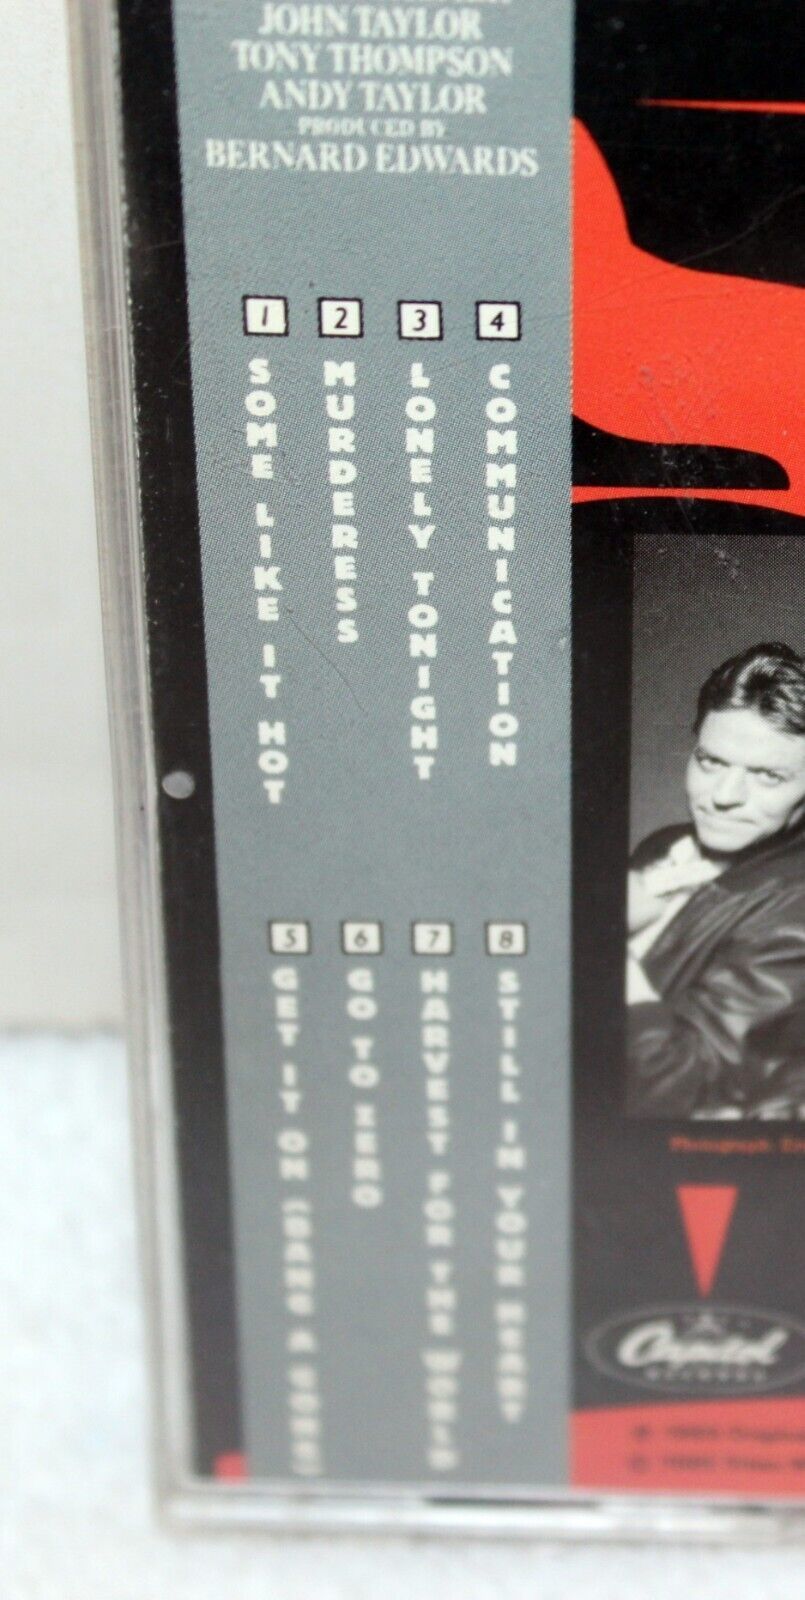 JOHN TAYLOR
TONY THOMPSON
ANDY TAYLOR
PRODUCED BY
BERNARD EDWARDS
1 SOME LIKE IT HOT
2 MURDERESS
3 LONELY TONIGHT
4 COMMUNICATION
5 GET IT ON (BANG A GONG)
6 GO TO ZERO
7 HARVEST FOR THE WORLD
8 STILL IN YOUR HEART
Photograph:
Capitol
RECORDS